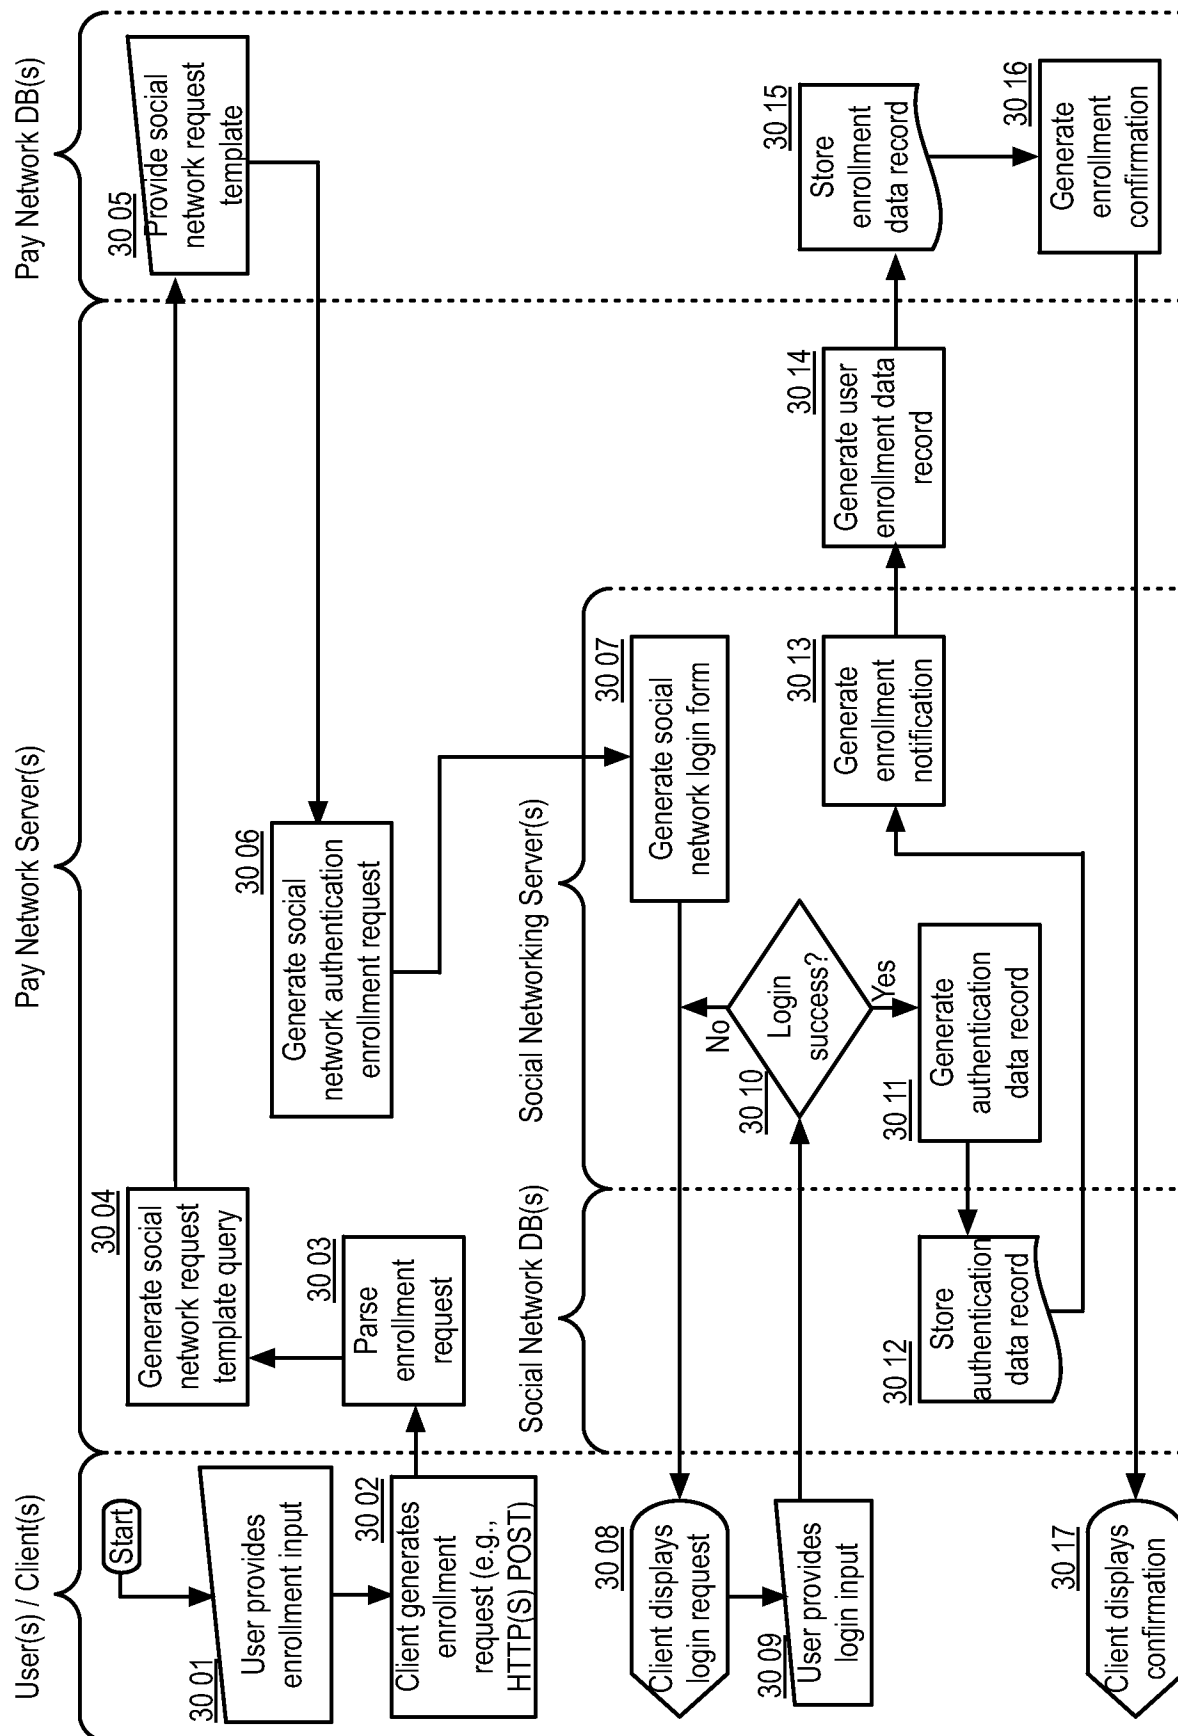 User(s) / Client(s)
Pay Network Server(s)
Pay Network DB(s)
Start
30 01
User provides
enrollment input
30 02
Client generates
enrollment
request (e.g.,
HTTP(S) POST)
30 03
Parse
enrollment
request
30 04
Generate social
network request
template query
30 05
Provide social
network request
template
30 06
Generate social
network authentication
enrollment request
Social Network DB(s)
Social Networking Server(s)
30 07
Generate social
network login form
30 08
Client displays
login request
30 09
User provides
login input
30 10
Login
success?
No
Yes
30 11
Generate
authentication
data record
30 12
Store
authentication
data record
30 13
Generate
enrollment
notification
30 14
Generate user
enrollment data
record
30 15
Store
enrollment
data record
30 16
Generate
enrollment
confirmation
30 17
Client displays
confirmation